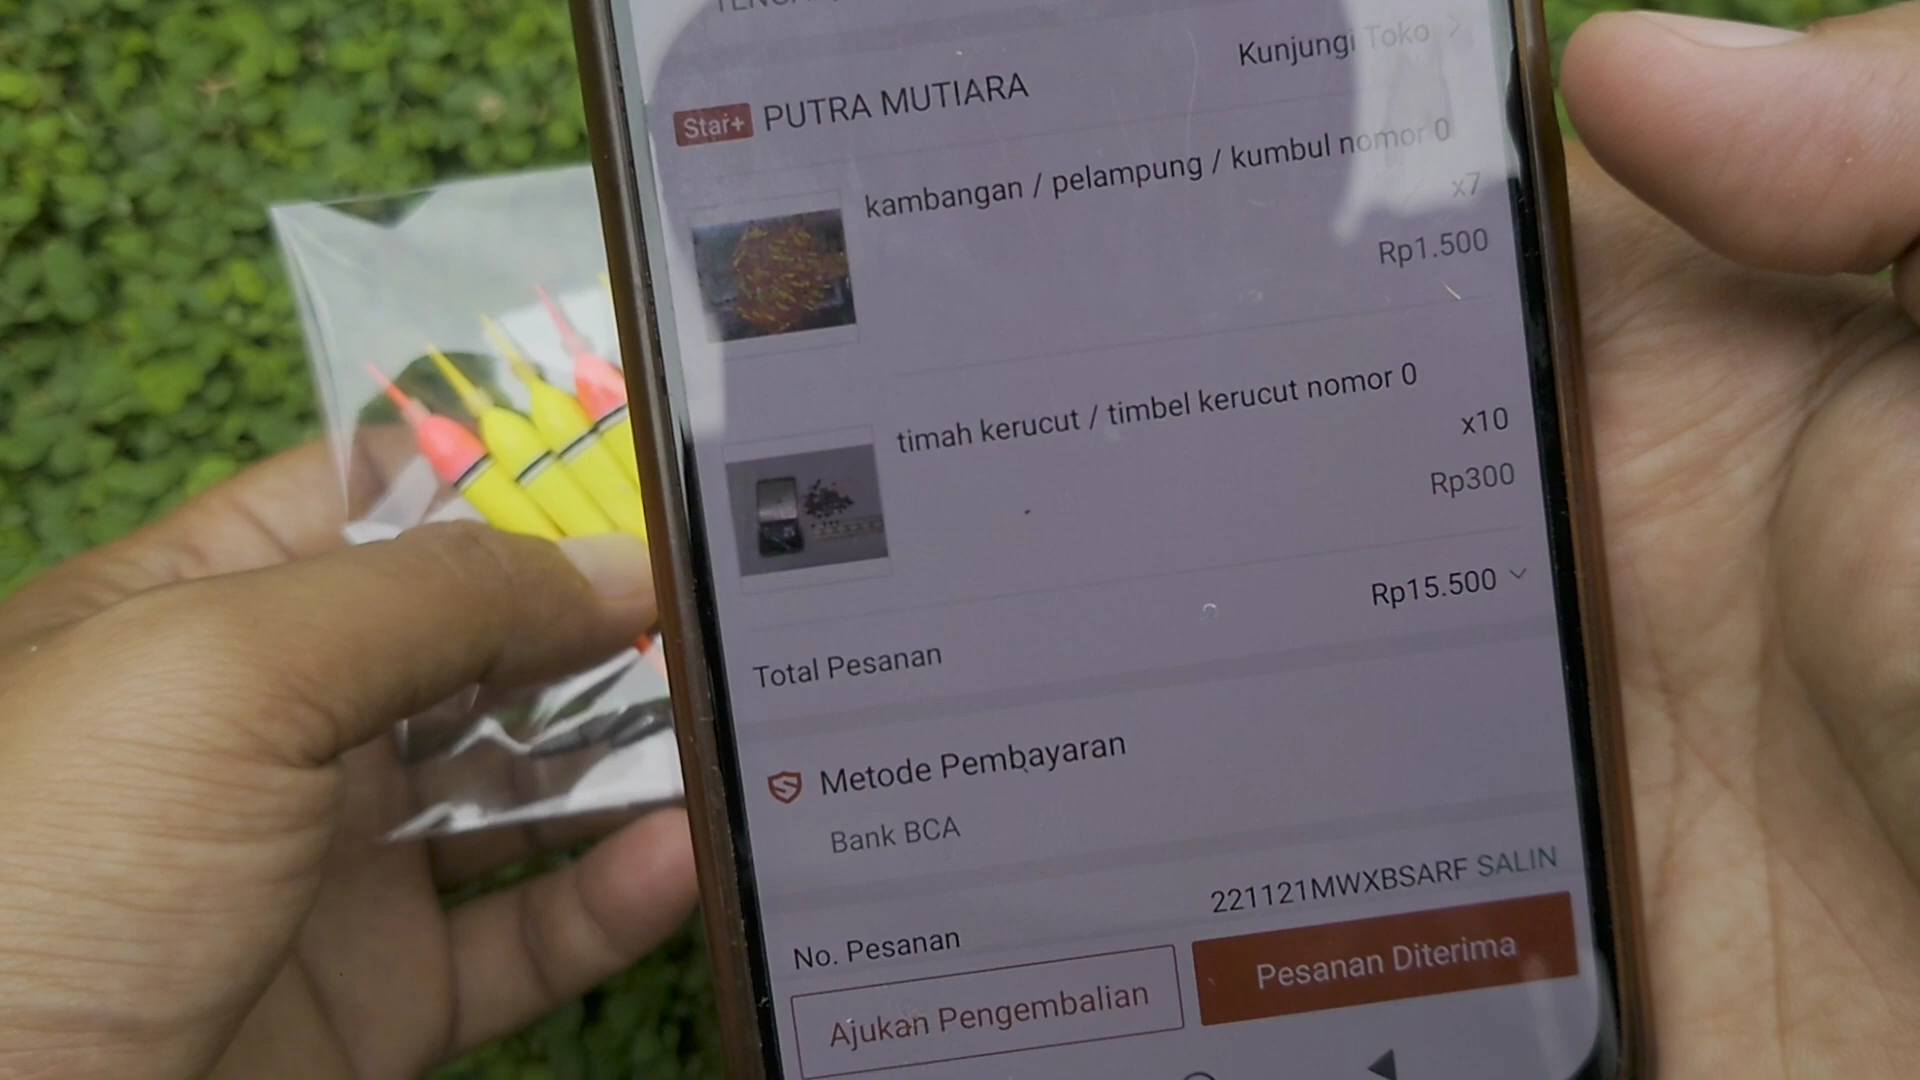 Kunjungi Toko >
Star+ PUTRA MUTIARA
kambangan / pelampung / kumbul nomor 0
x7
Rp1.500
timah kerucut / timbel kerucut nomor 0
x10
Rp300
Rp15.500
Total Pesanan
Metode Pembayaran
Bank BCA
221121MWXBSARF SALIN
No. Pesanan
Ajukan Pengembalian
Pesanan Diterima